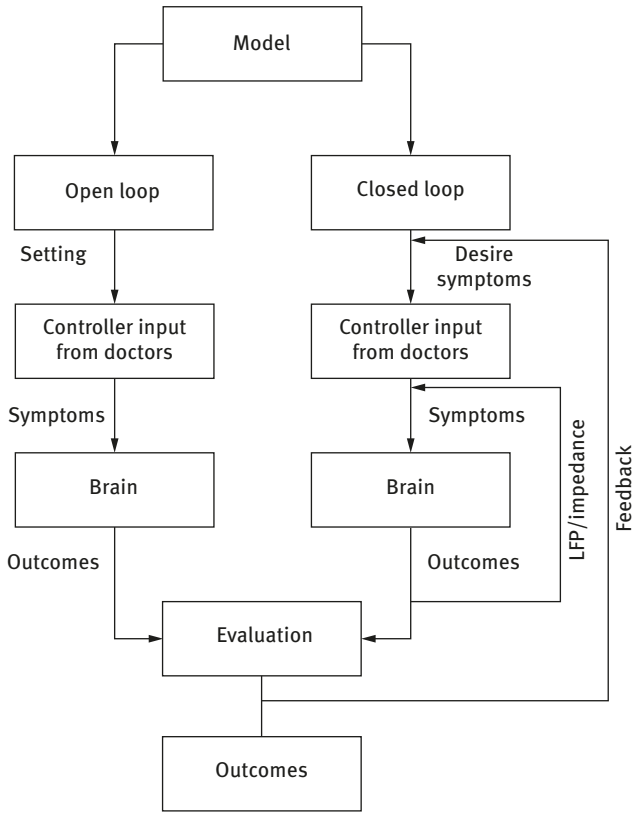 Model
Open loop
Closed loop
Setting
Desire
symptoms
Controller input
from doctors
Controller input
from doctors
Symptoms
Symptoms
Brain
Brain
LFP/impedance
Feedback
Outcomes
Outcomes
Evaluation
Outcomes